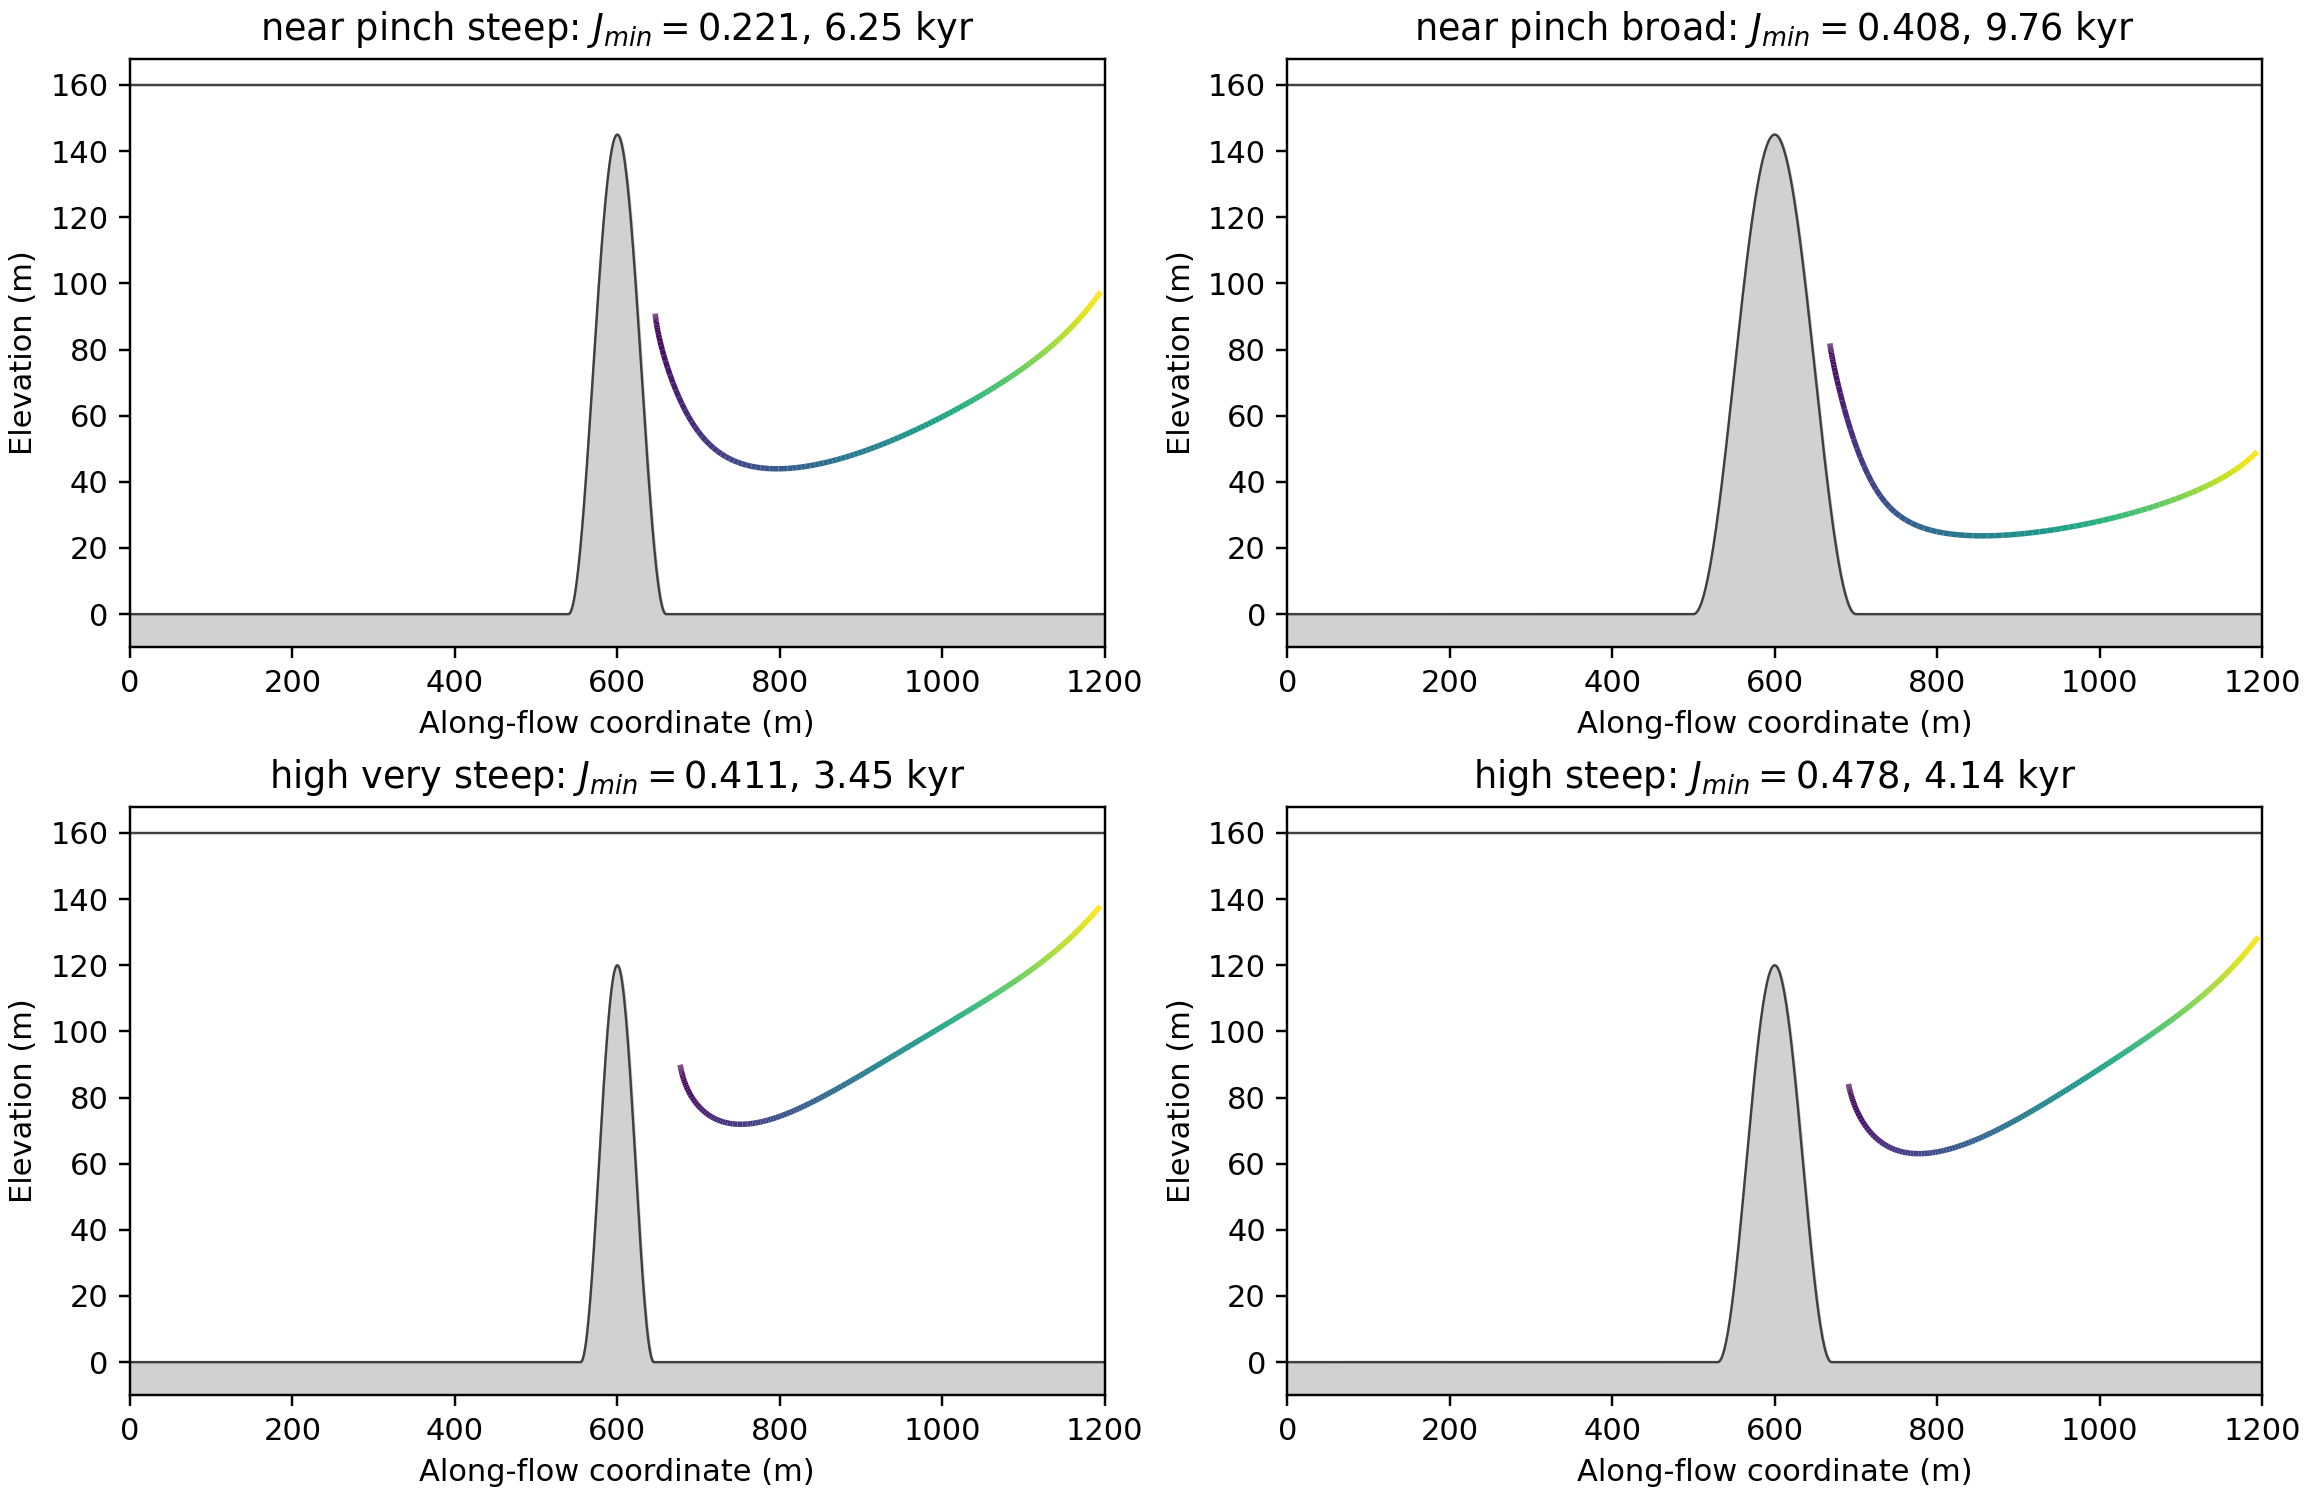 near pinch steep: J_min = 0.221, 6.25 kyr
near pinch broad: J_min = 0.408, 9.76 kyr
Elevation (m)
160
140
120
100
80
60
40
20
0
0 200 400 600 800 1000 1200
Along-flow coordinate (m)
Elevation (m)
160
140
120
100
80
60
40
20
0
0 200 400 600 800 1000 1200
Along-flow coordinate (m)
high very steep: J_min = 0.411, 3.45 kyr
high steep: J_min = 0.478, 4.14 kyr
Elevation (m)
160
140
120
100
80
60
40
20
0
0 200 400 600 800 1000 1200
Along-flow coordinate (m)
Elevation (m)
160
140
120
100
80
60
40
20
0
0 200 400 600 800 1000 1200
Along-flow coordinate (m)